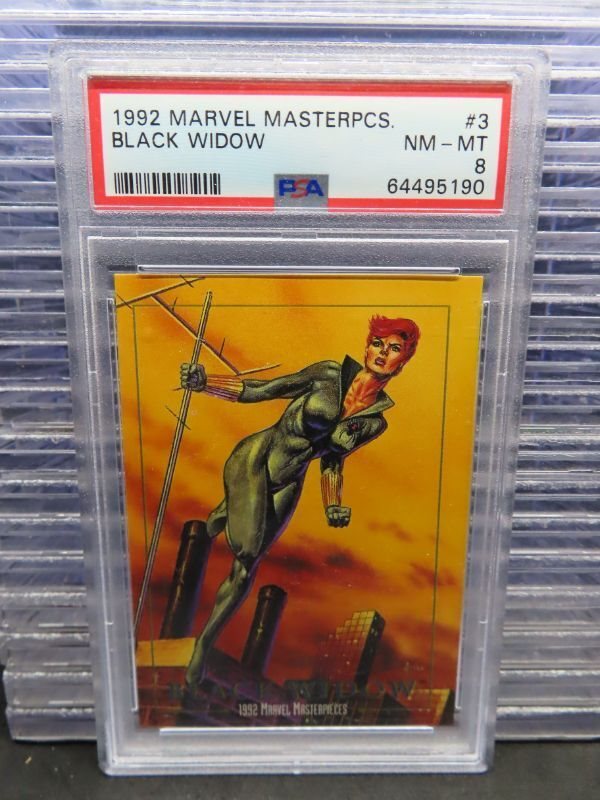 1992 MARVEL MASTERPCS. #3
BLACK WIDOW NM - MT
8
PSA 64495190
BLACK WIDOW
1992 MARVEL MASTERPIECES